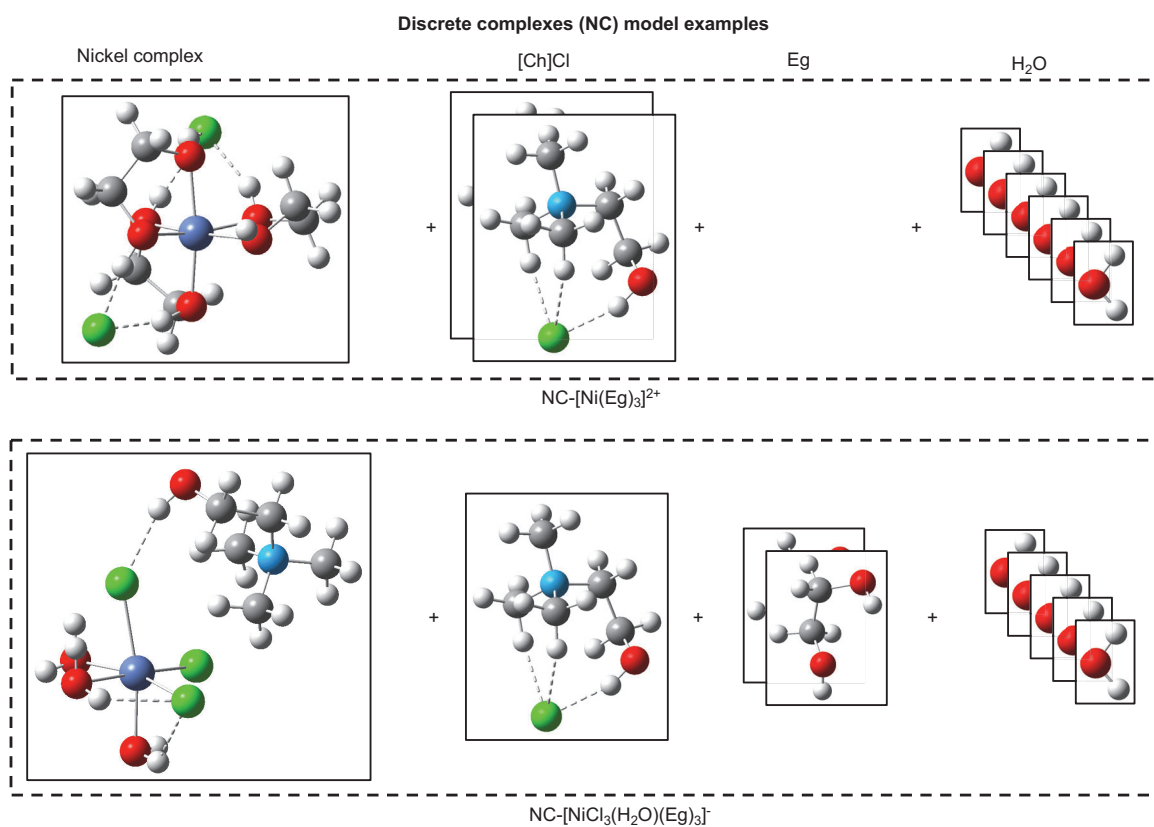 Discrete complexes (NC) model examples
Nickel complex [Ch]Cl Eg H₂O
+ + +
NC-[Ni(Eg)₃]²⁺
+ + +
NC-[NiCl₃(H₂O)(Eg)₃]⁻